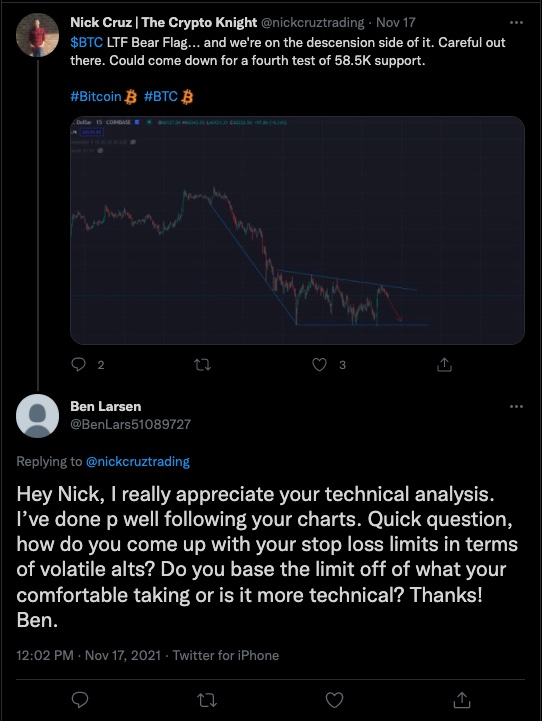 Nick Cruz | The Crypto Knight @nickcruztrading · Nov 17
$BTC LTF Bear Flag... and we're on the descension side of it. Careful out
there. Could come down for a fourth test of 58.5K support.
#Bitcoin #BTC
Dollar 15 COINBASE
2 3
Ben Larsen
@BenLars51089727
Replying to @nickcruztrading
Hey Nick, I really appreciate your technical analysis.
I've done p well following your charts. Quick question,
how do you come up with your stop loss limits in terms
of volatile alts? Do you base the limit off of what your
comfortable taking or is it more technical? Thanks!
Ben.
12:02 PM · Nov 17, 2021 · Twitter for iPhone